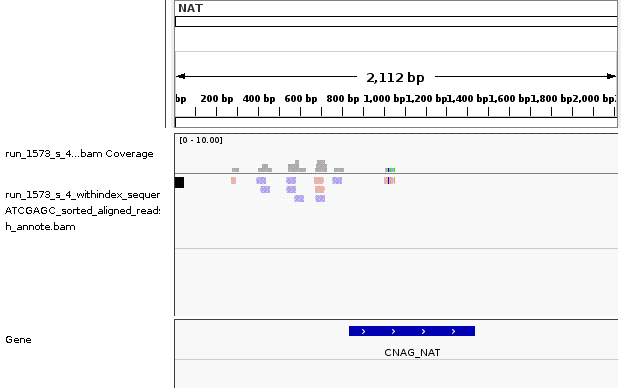 NAT
2,112 bp
bp 200 bp 400 bp 600 bp 800 bp 1,000 bp 1,200 bp 1,400 bp 1,600 bp 1,800 bp 2,000 bp
[0 - 10.00]
run_1573_s_4...bam Coverage
run_1573_s_4_withindex_sequer
ATCGAGC_sorted_aligned_reads
h_annote.bam
Gene
CNAG_NAT